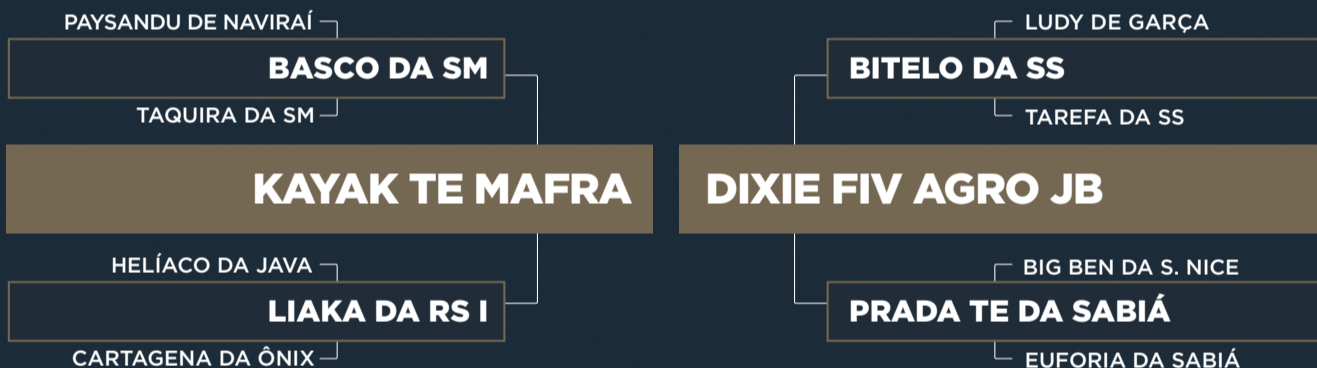 PAYSANDU DE NAVIRAÍ
BASCO DA SM
TAQUIRA DA SM
KAYAK TE MAFRA
HELÍACO DA JAVA
LIAKA DA RS I
CARTAGENA DA ÔNIX
LUDY DE GARÇA
BITELO DA SS
TAREFA DA SS
DIXIE FIV AGRO JB
BIG BEN DA S. NICE
PRADA TE DA SABIÁ
EUFORIA DA SABIÁ